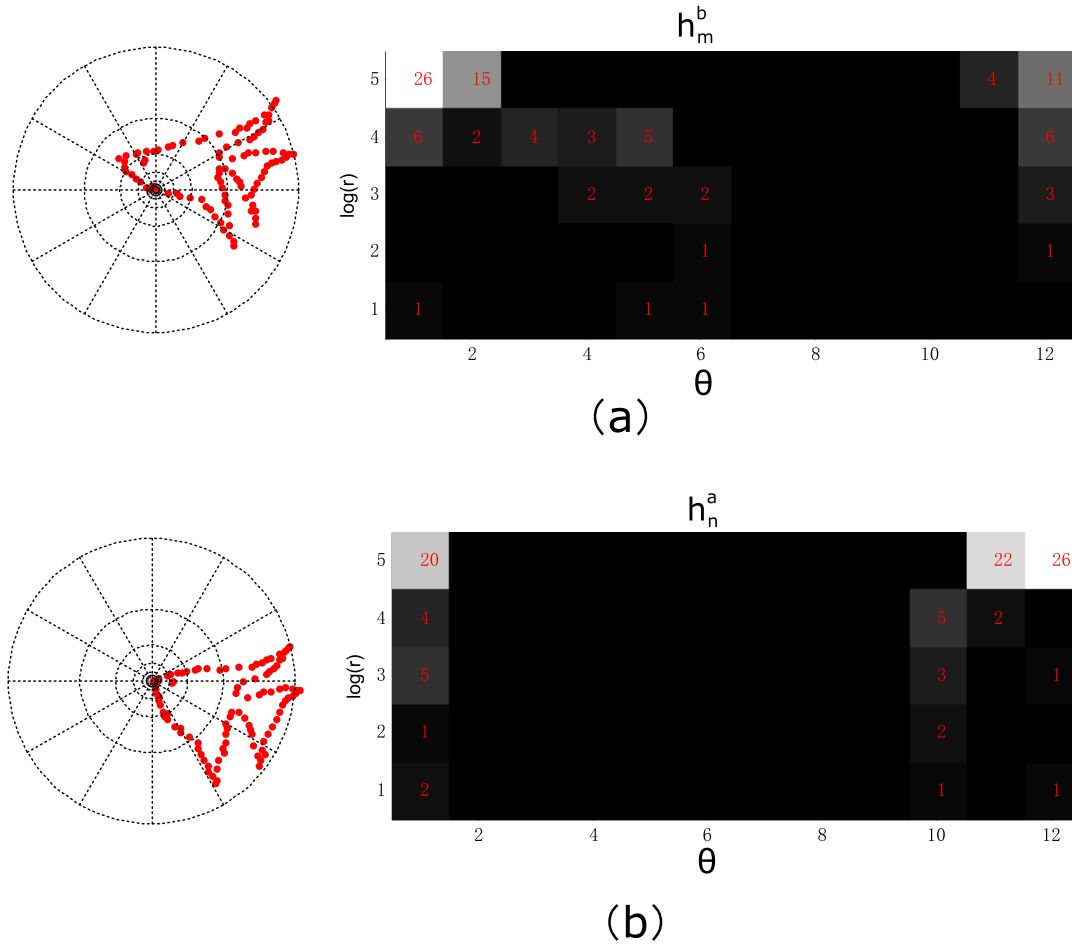 h_m^b
5 26 15 4 11
4 6 2 4 3 5 6
log(r)
3 2 2 2 3
2 1 1
1 1 1 1
2 4 6 8 10 12
θ
(a)
h_n^a
5 20 22 26
4 4 5 2
log(r)
3 5 3 1
2 1 2
1 2 1 1
2 4 6 8 10 12
θ
(b)